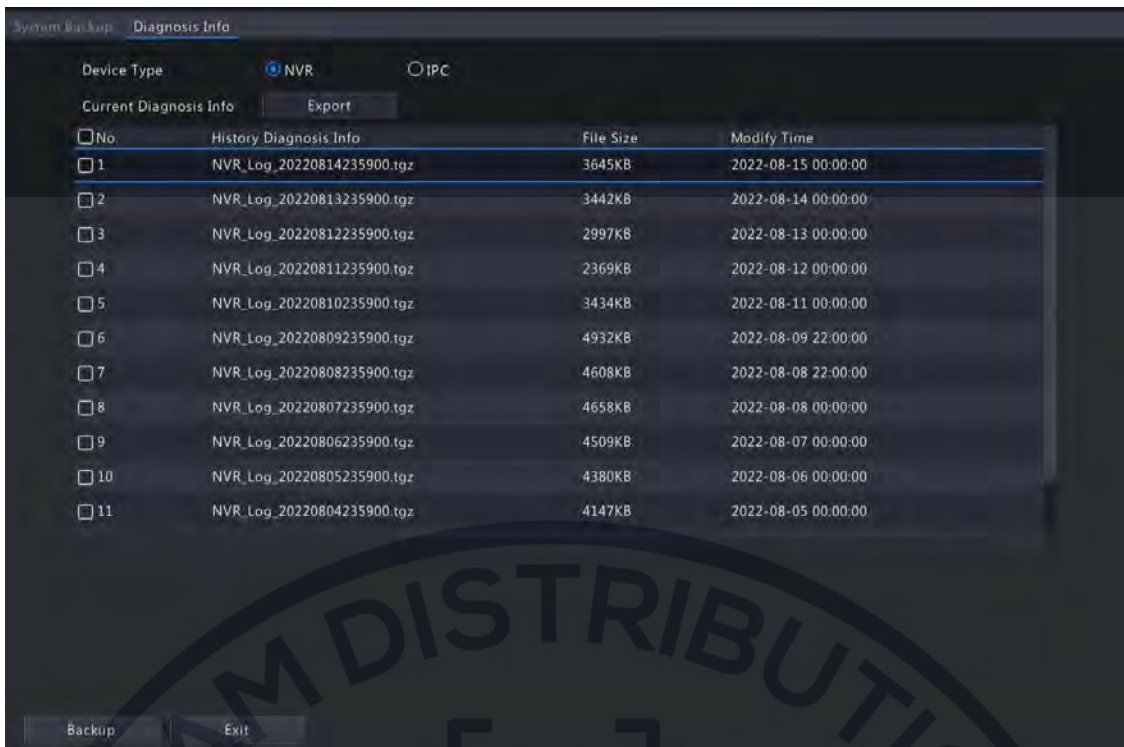 System Backup Diagnosis Info
Device Type NVR IPC
Current Diagnosis Info Export
No History Diagnosis Info File Size Modify Time
1 NVR_Log_20220814235900.tgz 3645KB 2022-08-15 00:00:00
2 NVR_Log_20220813235900.tgz 3442KB 2022-08-14 00:00:00
3 NVR_Log_20220812235900.tgz 2997KB 2022-08-13 00:00:00
4 NVR_Log_20220811235900.tgz 2369KB 2022-08-12 00:00:00
5 NVR_Log_20220810235900.tgz 3434KB 2022-08-11 00:00:00
6 NVR_Log_20220809235900.tgz 4932KB 2022-08-09 22:00:00
7 NVR_Log_20220808235900.tgz 4608KB 2022-08-08 22:00:00
8 NVR_Log_20220807235900.tgz 4658KB 2022-08-08 00:00:00
9 NVR_Log_20220806235900.tgz 4509KB 2022-08-07 00:00:00
10 NVR_Log_20220805235900.tgz 4380KB 2022-08-06 00:00:00
11 NVR_Log_20220804235900.tgz 4147KB 2022-08-05 00:00:00
Backup Exit